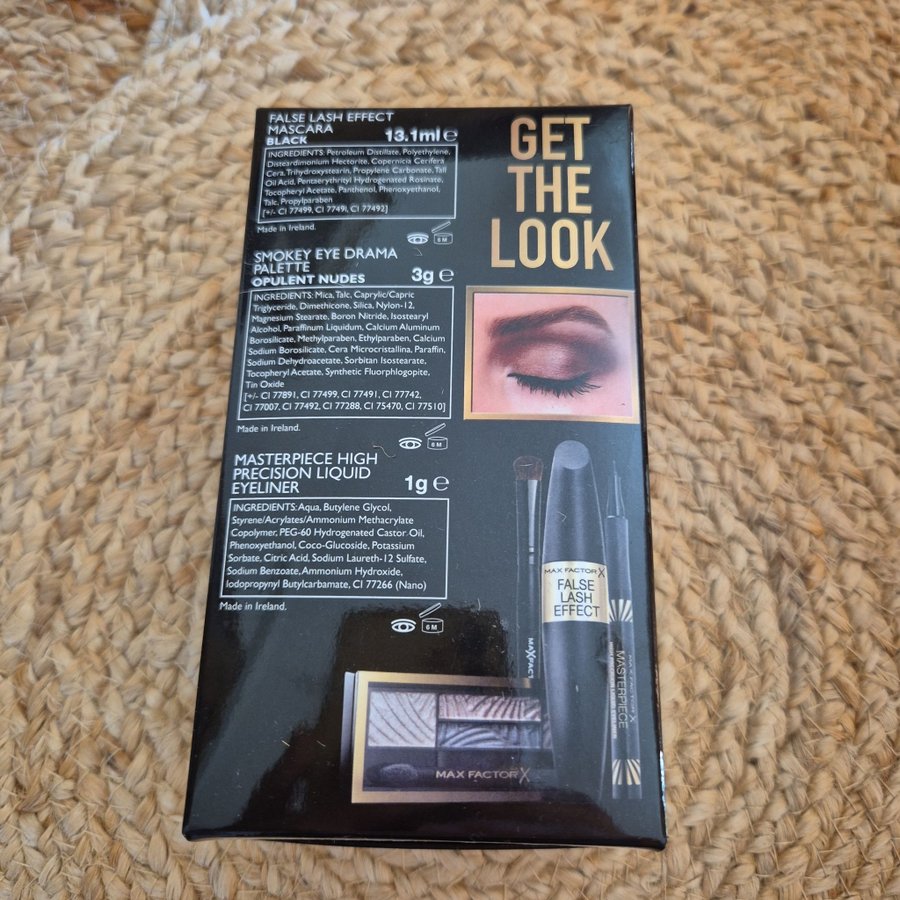 FALSE LASH EFFECT
MASCARA
BLACK 13.1ml ℮
INGREDIENTS: Petroleum Distillate, Polyethylene,
Disteardimonium Hectorite, Copernicia Cerifera
Cera, Trihydroxystearin, Propylene Carbonate, Tall
Oil Acid, Pentaerythrityl Hydrogenated Rosinate,
Tocopheryl Acetate, Panthenol, Phenoxyethanol,
Talc, Propylparaben
[+/- CI 77499, CI 77491, CI 77492]
Made in Ireland.
6 M
SMOKEY EYE DRAMA
PALETTE
OPULENT NUDES 3g ℮
INGREDIENTS: Mica, Talc, Caprylic/Capric
Triglyceride, Dimethicone, Silica, Nylon-12,
Magnesium Stearate, Boron Nitride, Isostearyl
Alcohol, Paraffinum Liquidum, Calcium Aluminum
Borosilicate, Methylparaben, Ethylparaben, Calcium
Sodium Borosilicate, Cera Microcristallina, Paraffin,
Sodium Dehydroacetate, Sorbitan Isostearate,
Tocopheryl Acetate, Synthetic Fluorphlogopite,
Tin Oxide
[+/- CI 77891, CI 77499, CI 77491, CI 77742,
CI 77007, CI 77492, CI 77288, CI 75470, CI 77510]
Made in Ireland.
6 M
MASTERPIECE HIGH
PRECISION LIQUID
EYELINER 1g ℮
INGREDIENTS: Aqua, Butylene Glycol,
Styrene/Acrylates/Ammonium Methacrylate
Copolymer, PEG-60 Hydrogenated Castor Oil,
Phenoxyethanol, Coco-Glucoside, Potassium
Sorbate, Citric Acid, Sodium Laureth-12 Sulfate,
Sodium Benzoate, Ammonium Hydroxide,
Iodopropynyl Butylcarbamate, CI 77266 (Nano)
Made in Ireland.
6 M
GET
THE
LOOK
MAX FACTOR X
FALSE
LASH
EFFECT
MAXFACT
MAX FACTOR X
MASTERPIECE
MAX FACTOR X